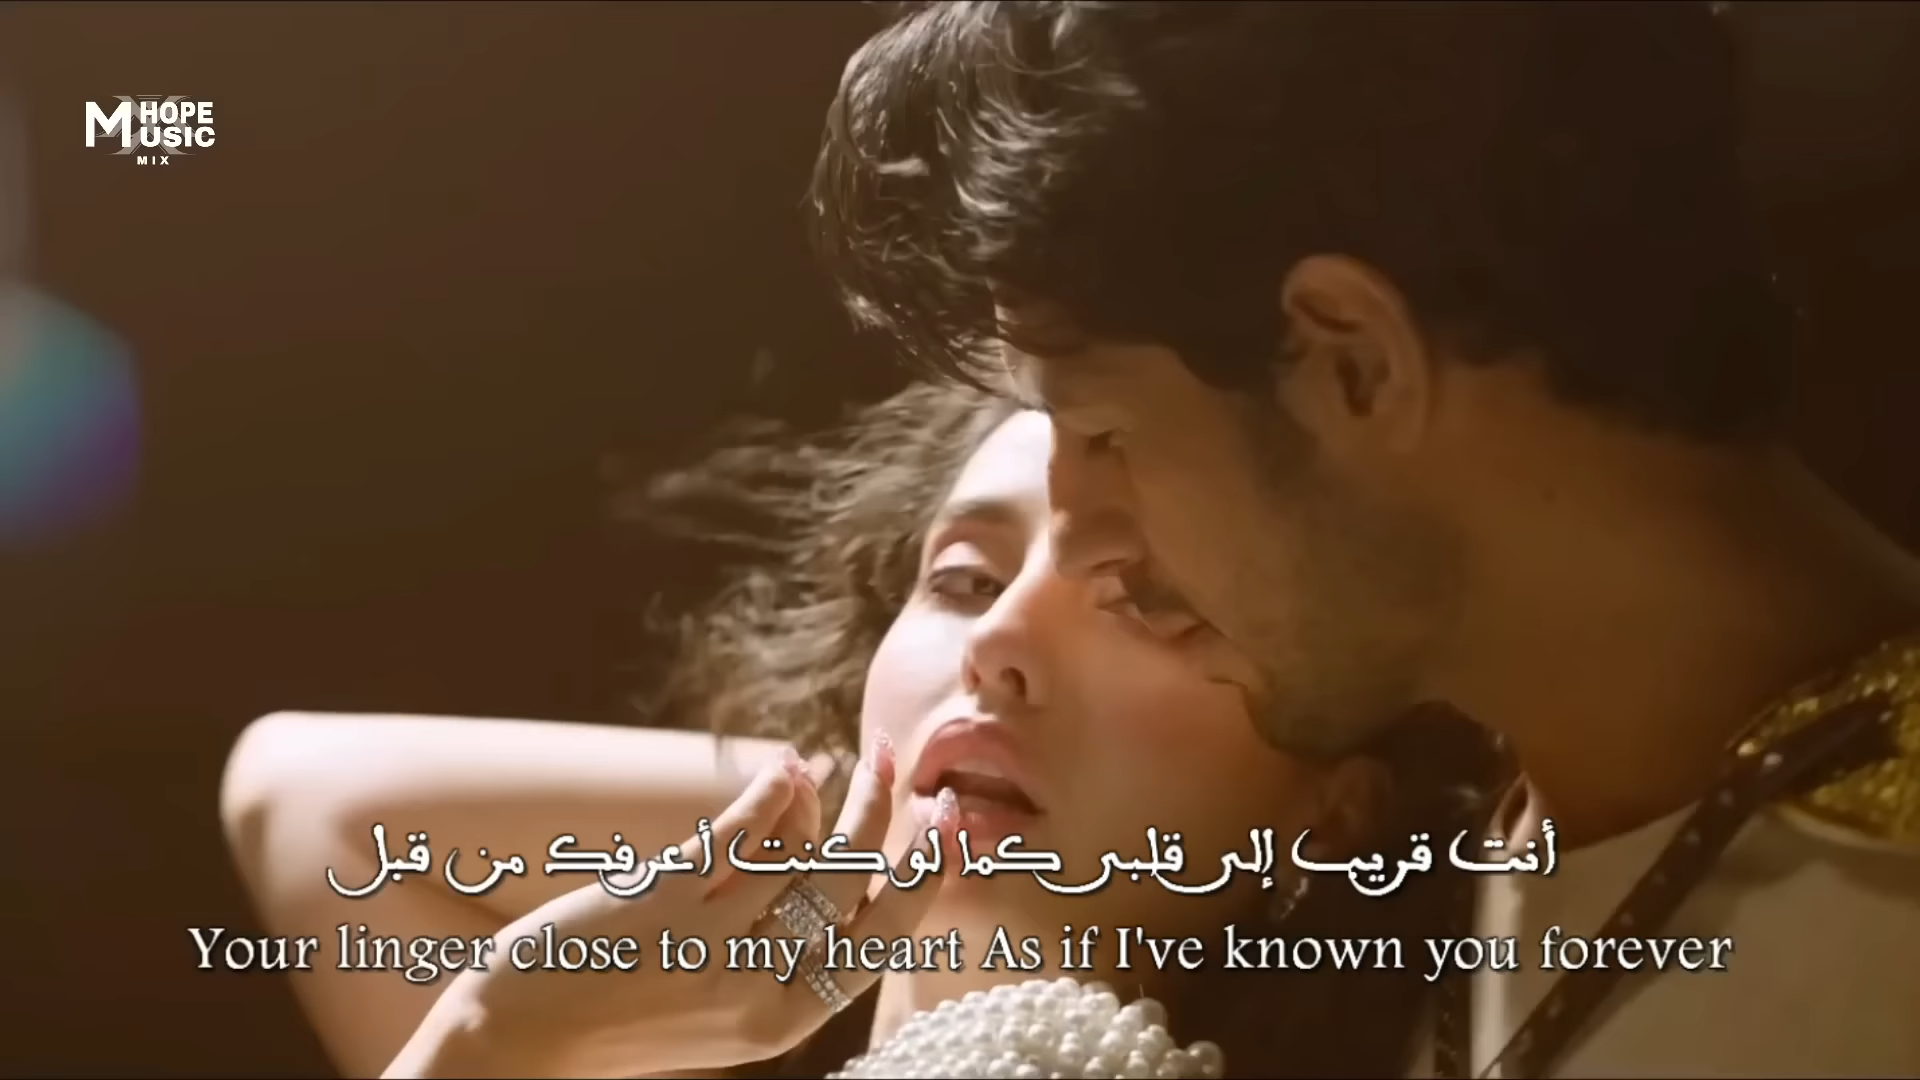 HOPE
MUSIC
MIX
أنت قريب إلى قلبي كما لو كنت أعرفك من قبل
Your linger close to my heart As if I've known you forever